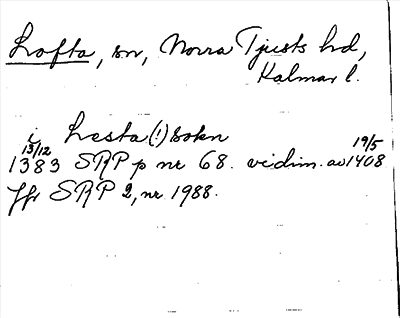 Lofta, sn, Norra Tjusts hd,
Kalmar l.
i Lesta (!) sokn
13/12 1383 SRP p nr 68. vidim. av 19/5 1408
Jfr SRP 2, nr 1988.